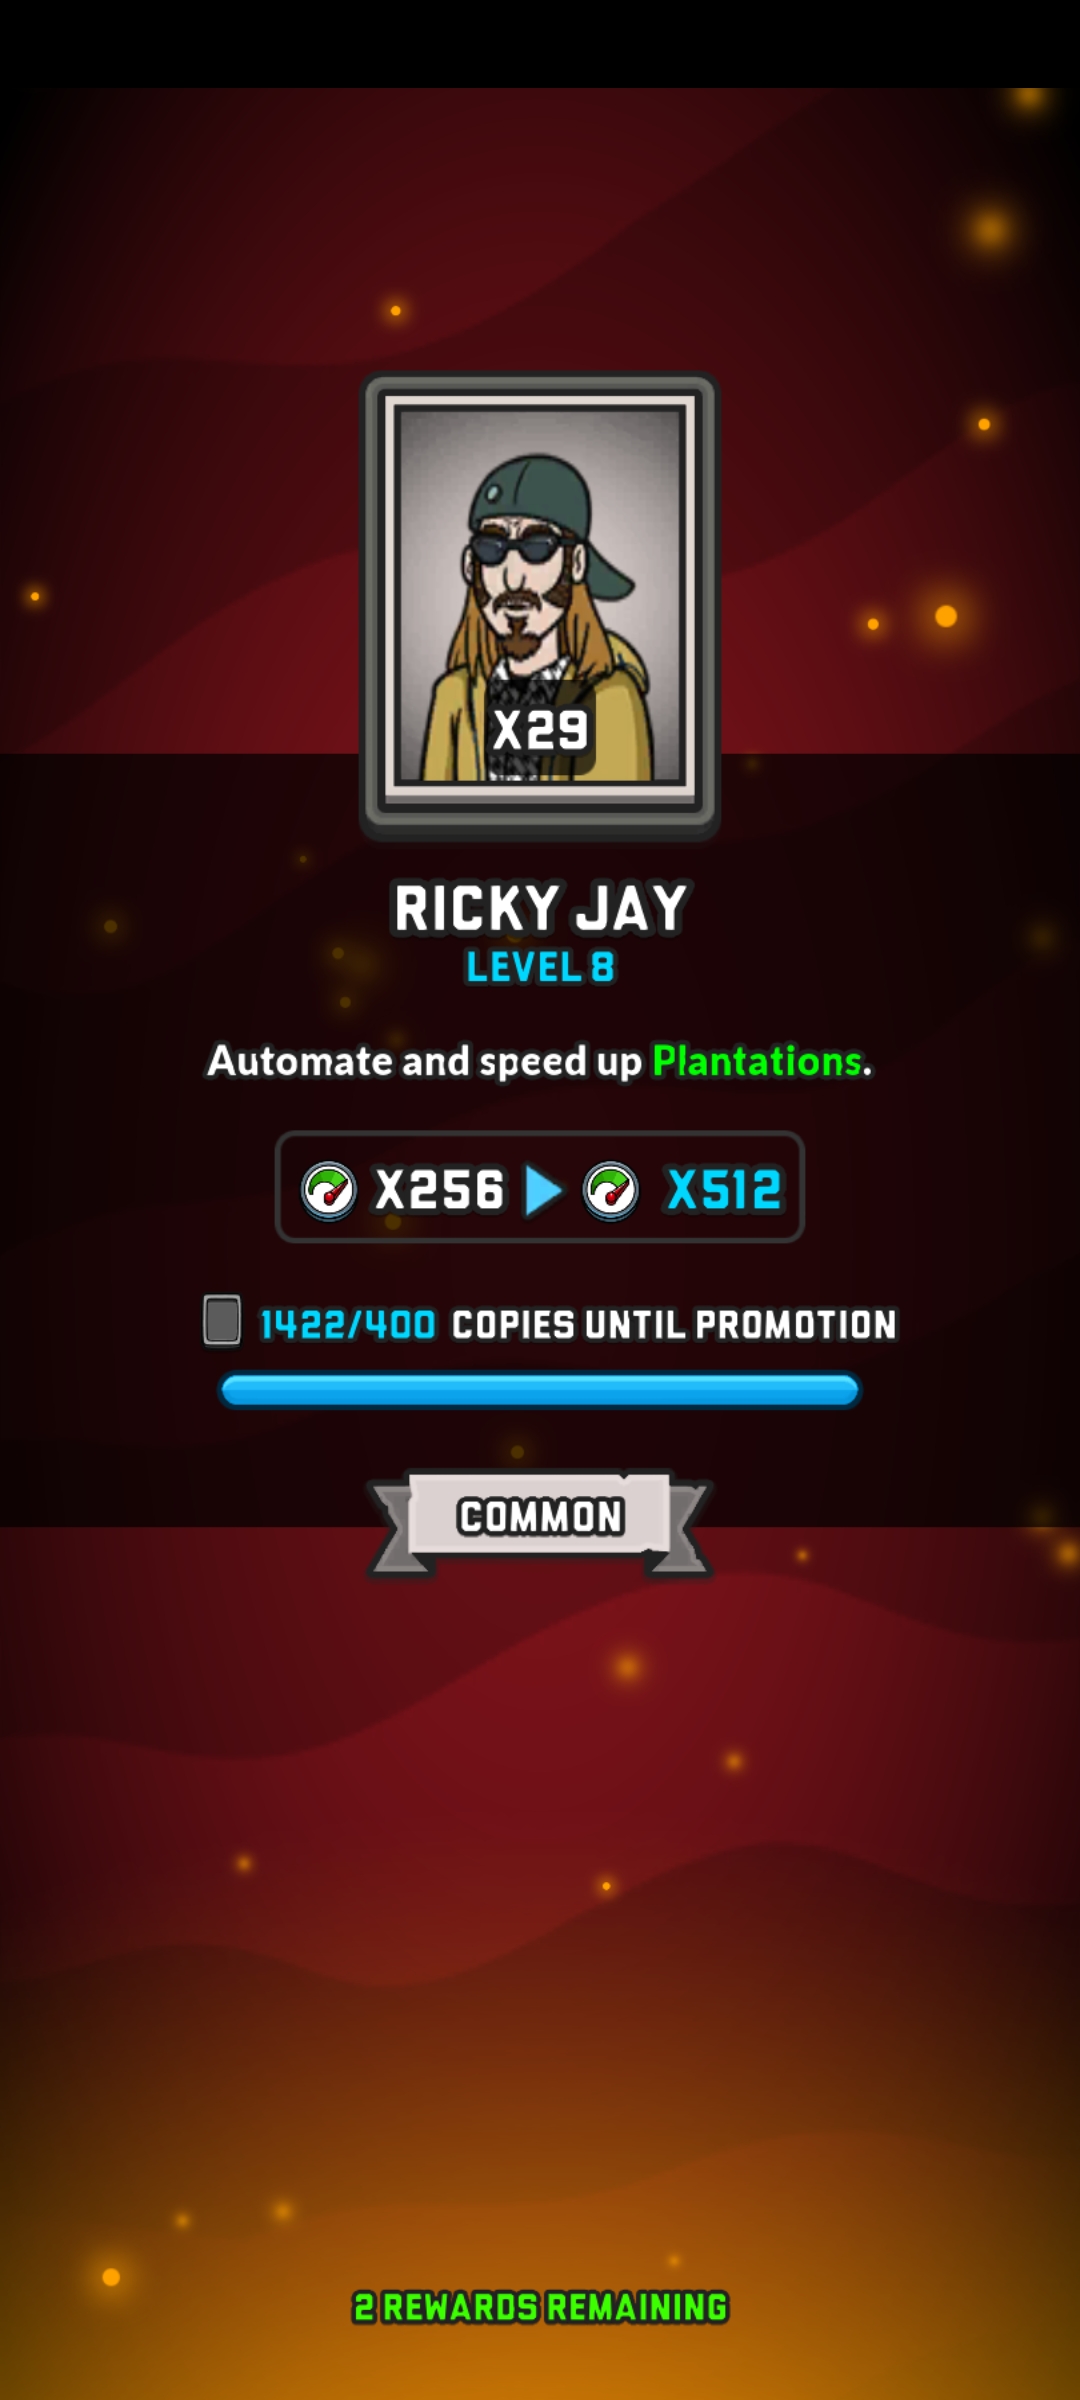 X29
RICKY JAY
LEVEL 8
Automate and speed up Plantations.
X256 X512
1422/400 COPIES UNTIL PROMOTION
COMMON
2 REWARDS REMAINING